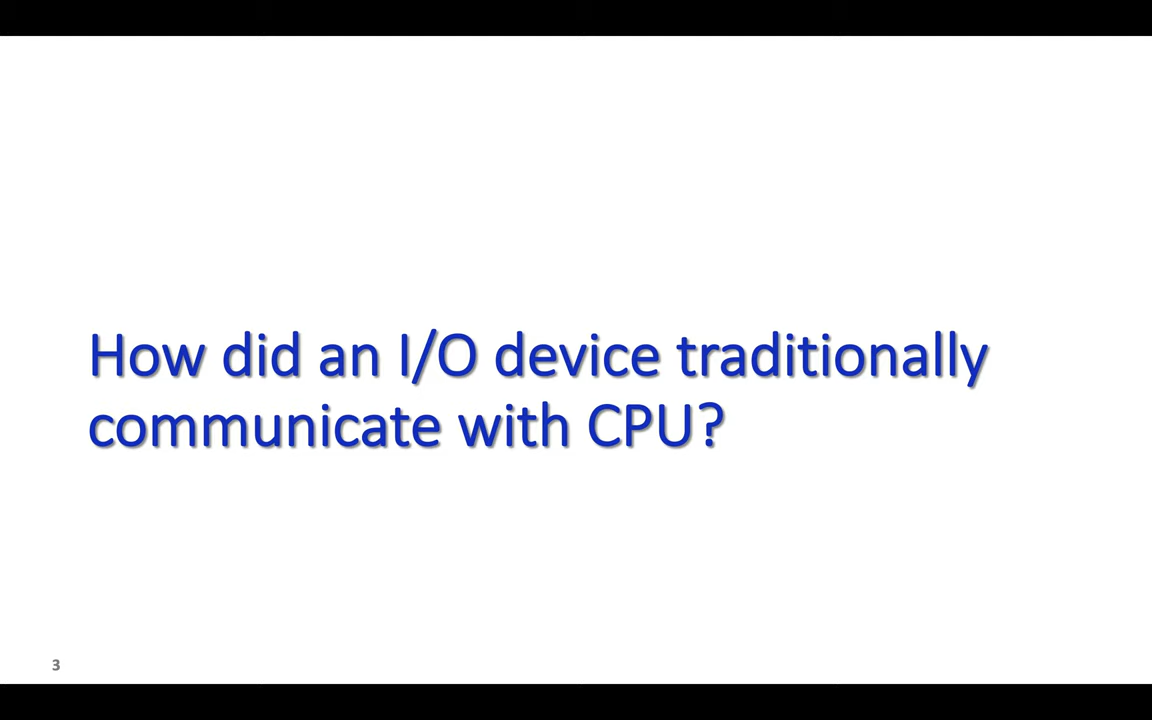 How did an I/O device traditionally
communicate with CPU?
3